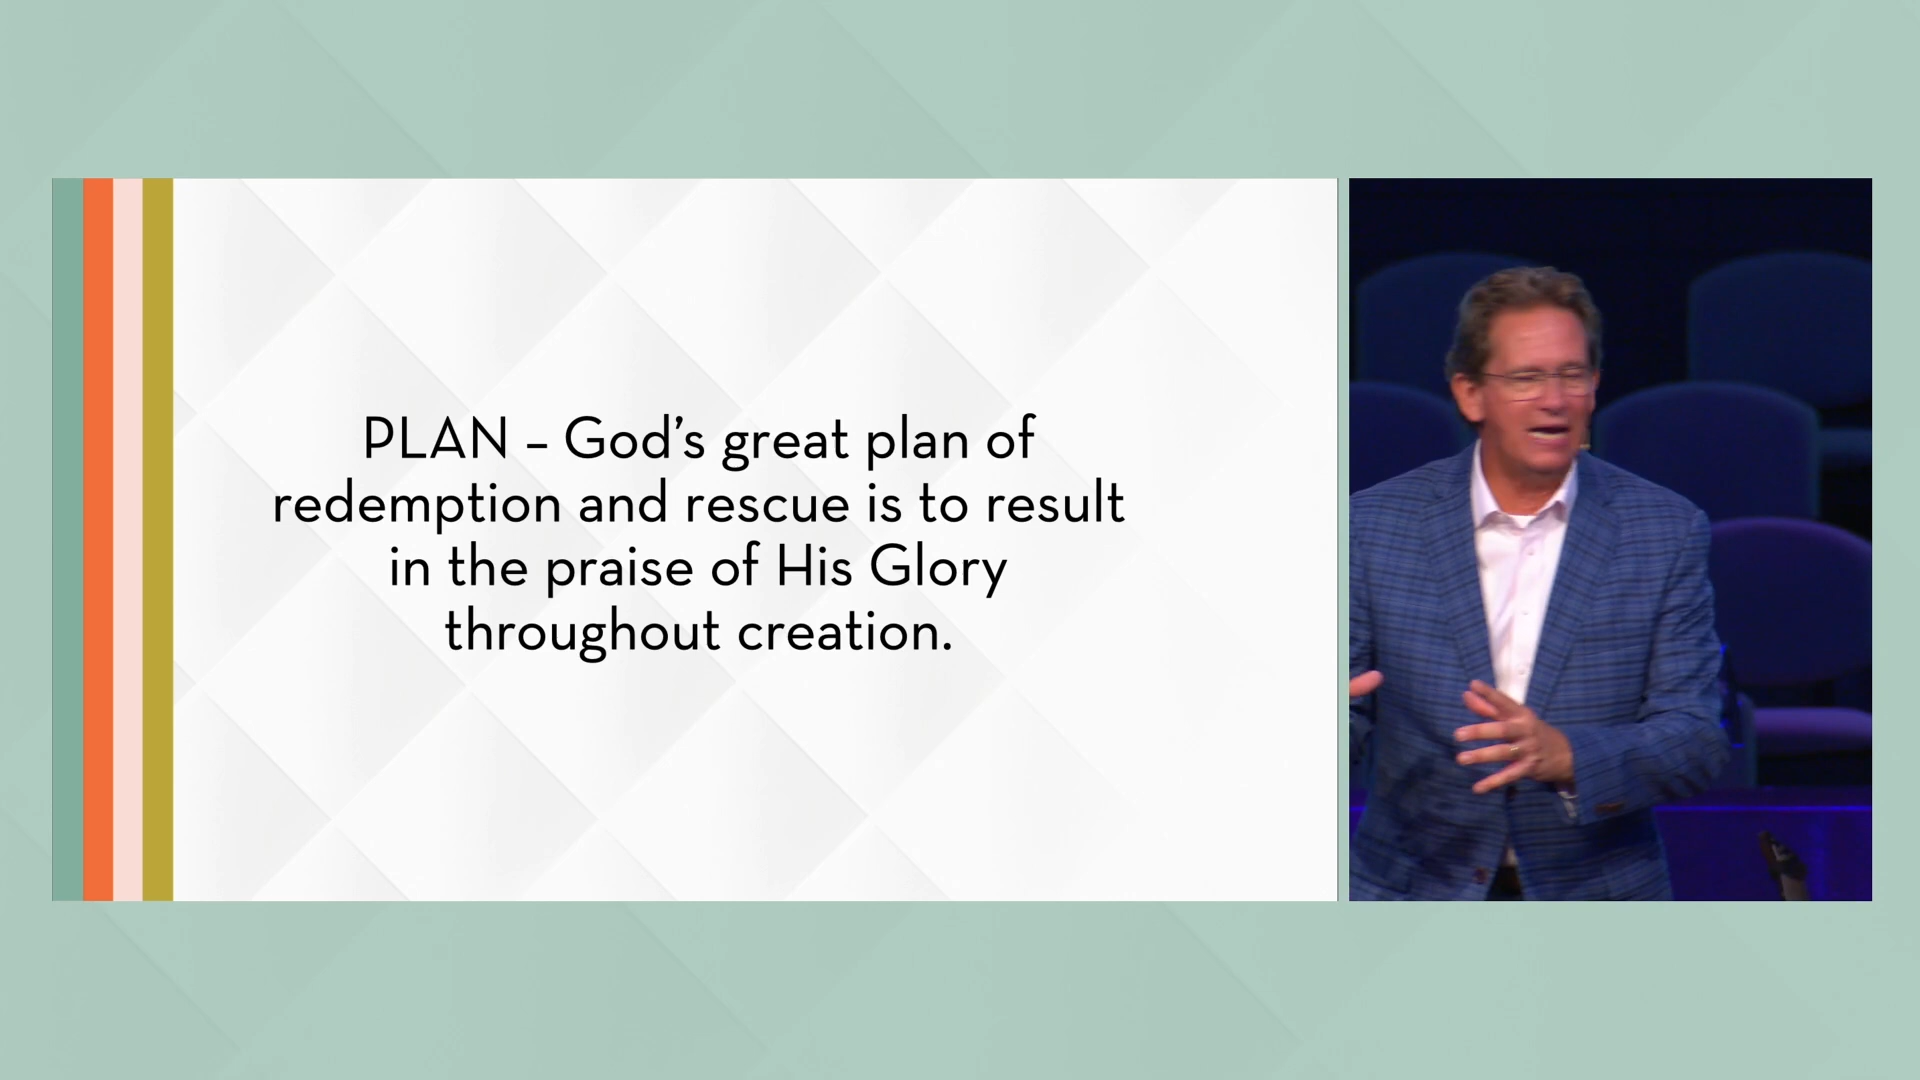 PLAN – God’s great plan of
redemption and rescue is to result
in the praise of His Glory
throughout creation.